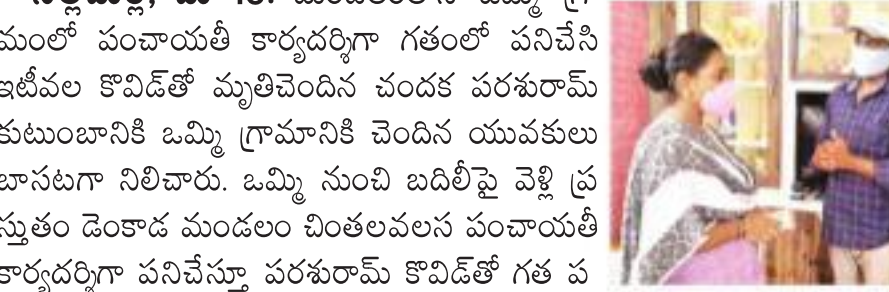 మంలో పంచాయతీ కార్యదర్శిగా గతంలో పనిచేసి
ఇటీవల కొవిడ్‌తో మృతిచెందిన చందక పరశురామ్
కుటుంబానికి ఒమ్మి గ్రామానికి చెందిన యువకులు
బాసటగా నిలిచారు. ఒమ్మి నుంచి బదిలీపై వెళ్లి ప్ర
స్తుతం డెంకాడ మండలం చింతలవలస పంచాయతీ
కార్యదర్శిగా పనిచేస్తూ పరశురామ్ కొవిడ్‌తో గత ప